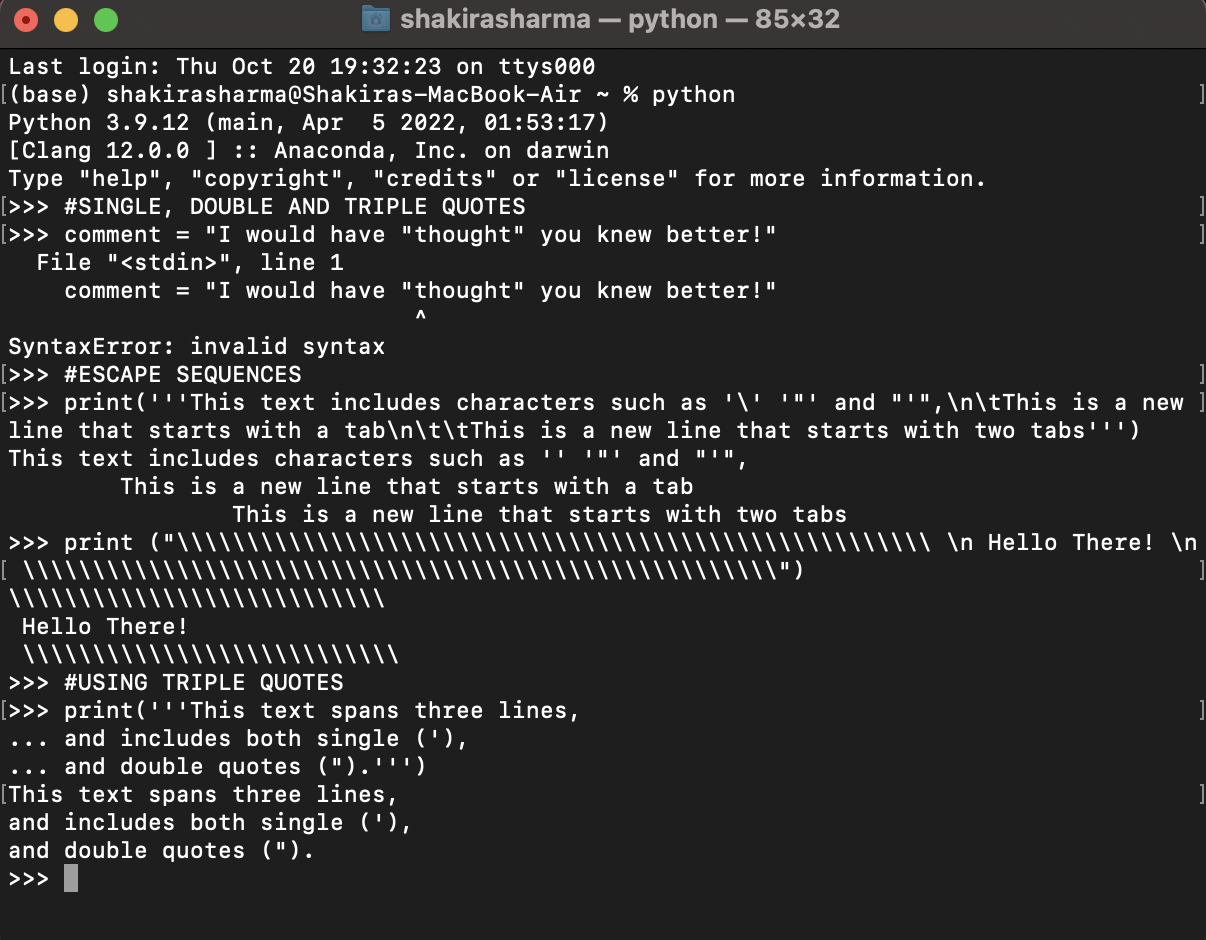 shakirasharma — python — 85×32
Last login: Thu Oct 20 19:32:23 on ttys000
(base) shakirasharma@Shakiras-MacBook-Air ~ % python
Python 3.9.12 (main, Apr  5 2022, 01:53:17)
[Clang 12.0.0 ] :: Anaconda, Inc. on darwin
Type "help", "copyright", "credits" or "license" for more information.
>>> #SINGLE, DOUBLE AND TRIPLE QUOTES
>>> comment = "I would have "thought" you knew better!"
  File "<stdin>", line 1
    comment = "I would have "thought" you knew better!"
                             ^
SyntaxError: invalid syntax
>>> #ESCAPE SEQUENCES
>>> print('''This text includes characters such as '\' '"' and "'",\n\tThis is a new
line that starts with a tab\n\t\tThis is a new line that starts with two tabs''')
This text includes characters such as '' '"' and "'",
        This is a new line that starts with a tab
                This is a new line that starts with two tabs
>>> print ("\\\\\\\\\\\\\\\\\\\\\\\\\\\\\\\\\\\\\\\\\\\\\\\\\\\\\\ \n Hello There! \n
 \\\\\\\\\\\\\\\\\\\\\\\\\\\\\\\\\\\\\\\\\\\\\\\\\\\\\\")
\\\\\\\\\\\\\\\\\\\\\\\\\\\
 Hello There!
 \\\\\\\\\\\\\\\\\\\\\\\\\\\
>>> #USING TRIPLE QUOTES
>>> print('''This text spans three lines,
... and includes both single ('),
... and double quotes (").''')
This text spans three lines,
and includes both single ('),
and double quotes (").
>>>